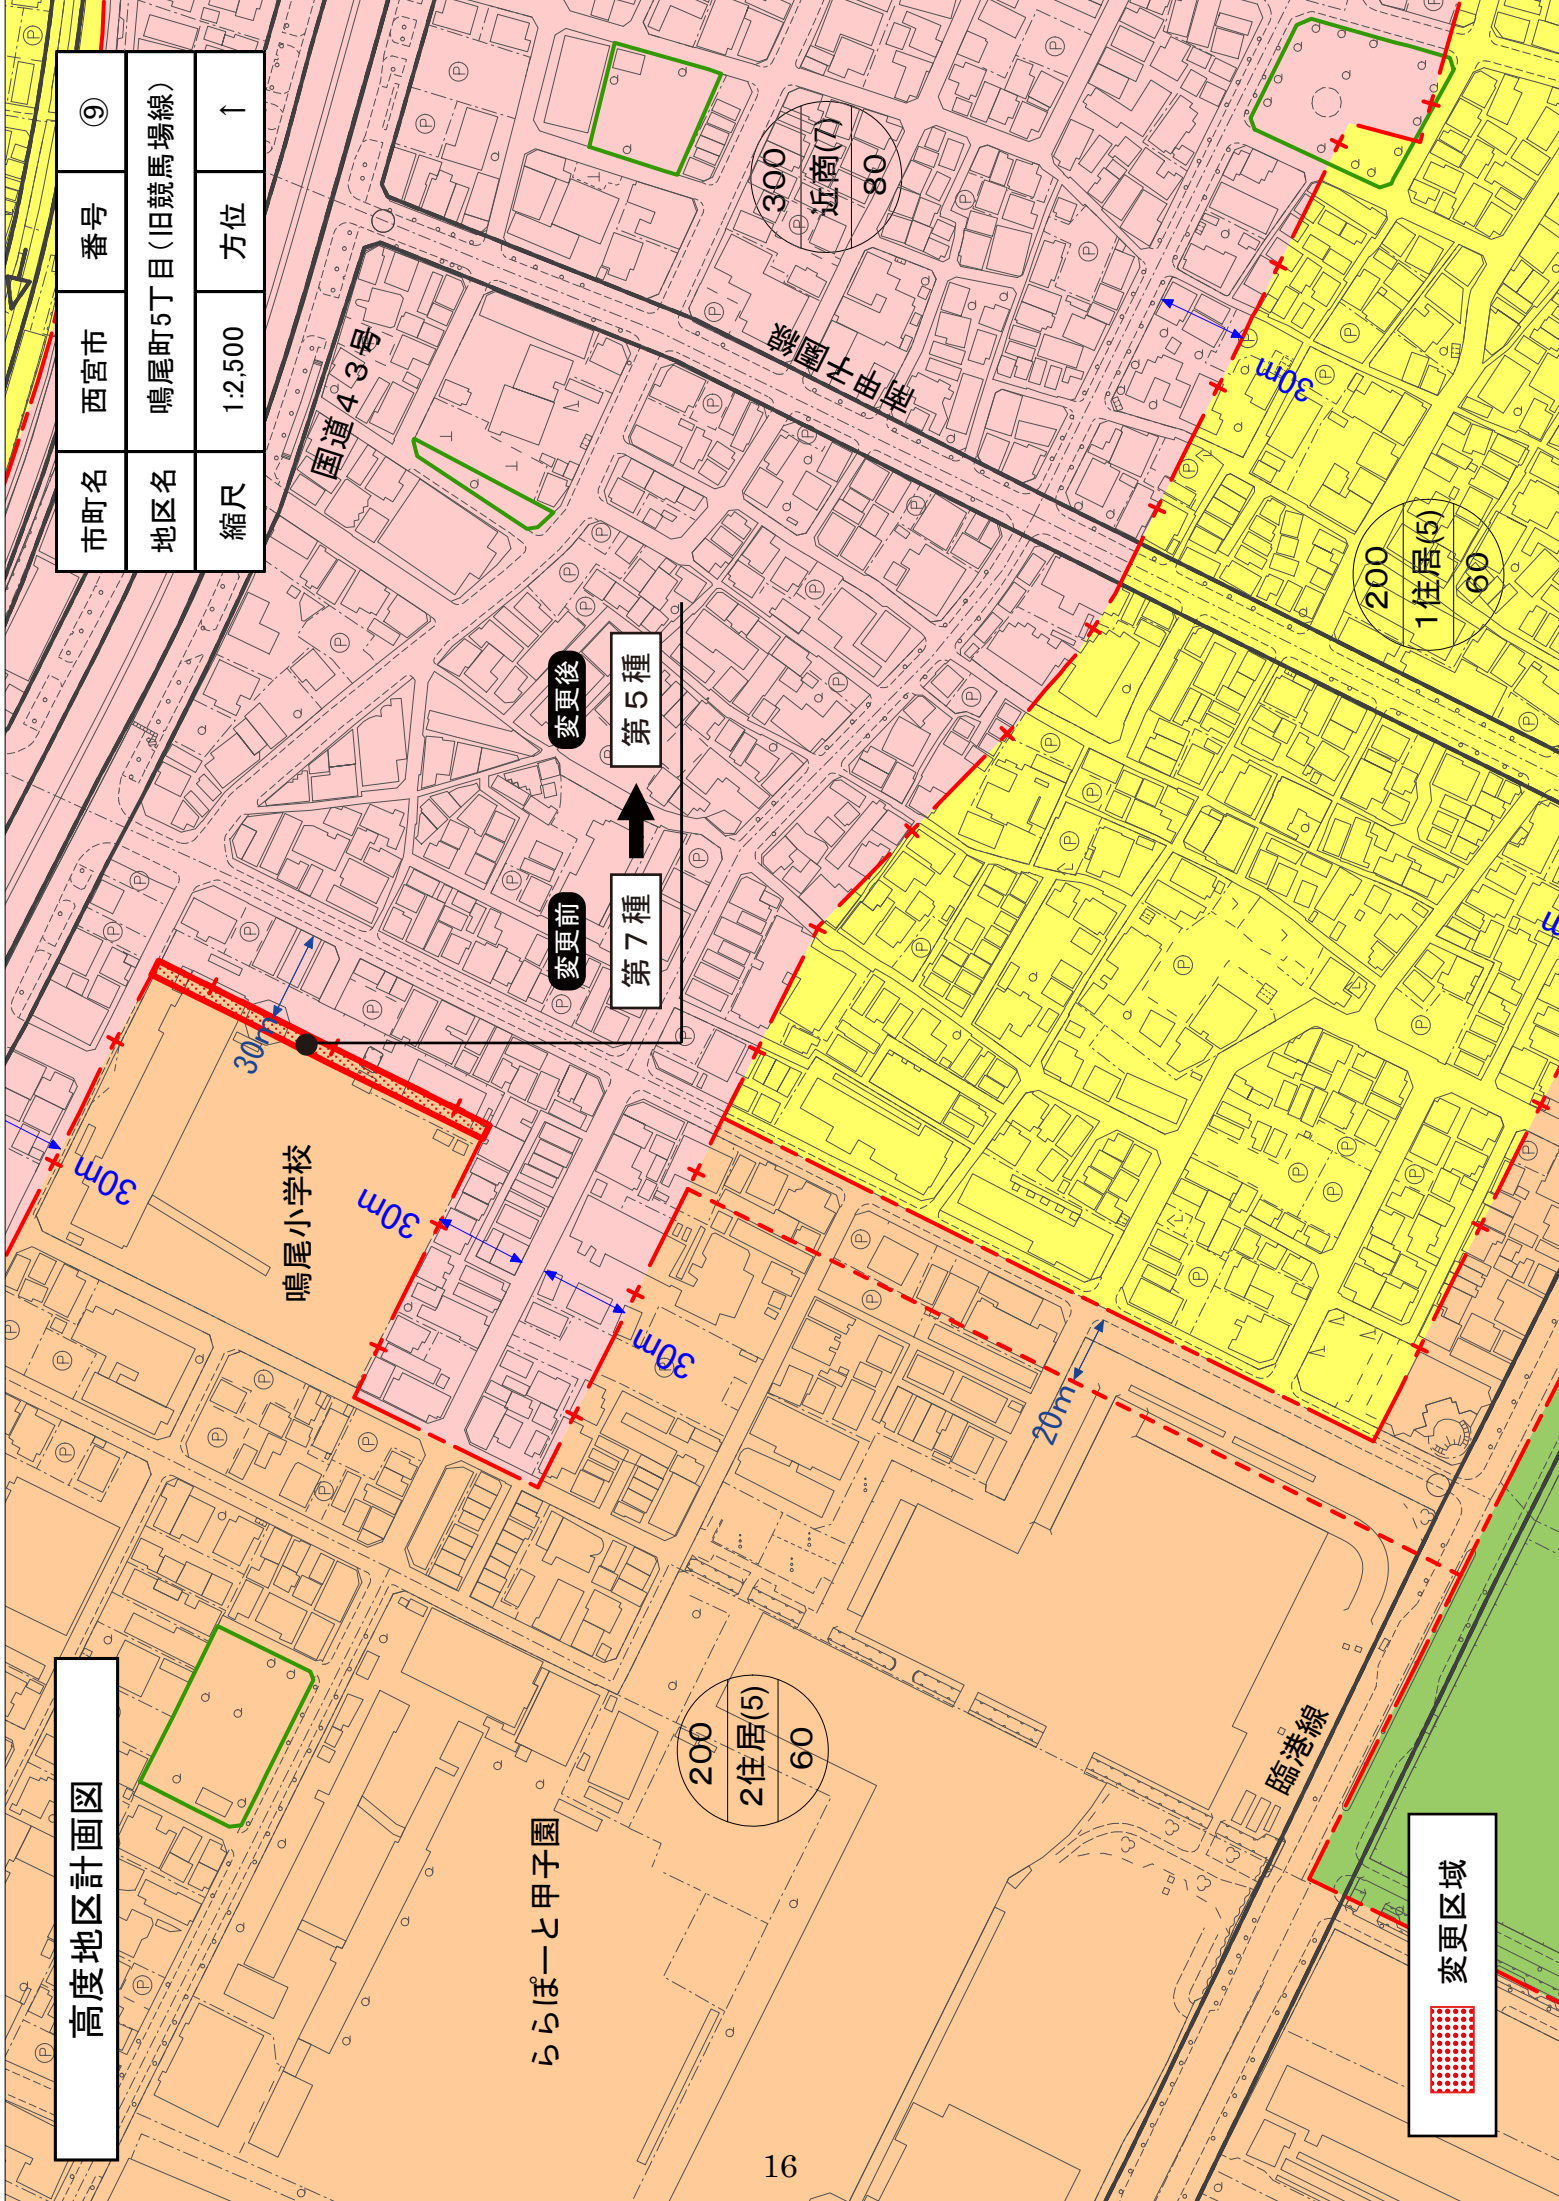 高度地区計画図
市町名 西宮市 番号 ⑨
地区名 鳴尾町5丁目(旧競馬場線)
縮尺 1:2,500 方位 ↑
国道43号
南甲子園線
300
近商(7)
80
変更前 変更後
第7種 第5種
30m
30m
30m
30m
30m
鳴尾小学校
200
1住居(5)
60
20m
200
2住居(5)
60
ららぽーと甲子園
臨港線
変更区域
16